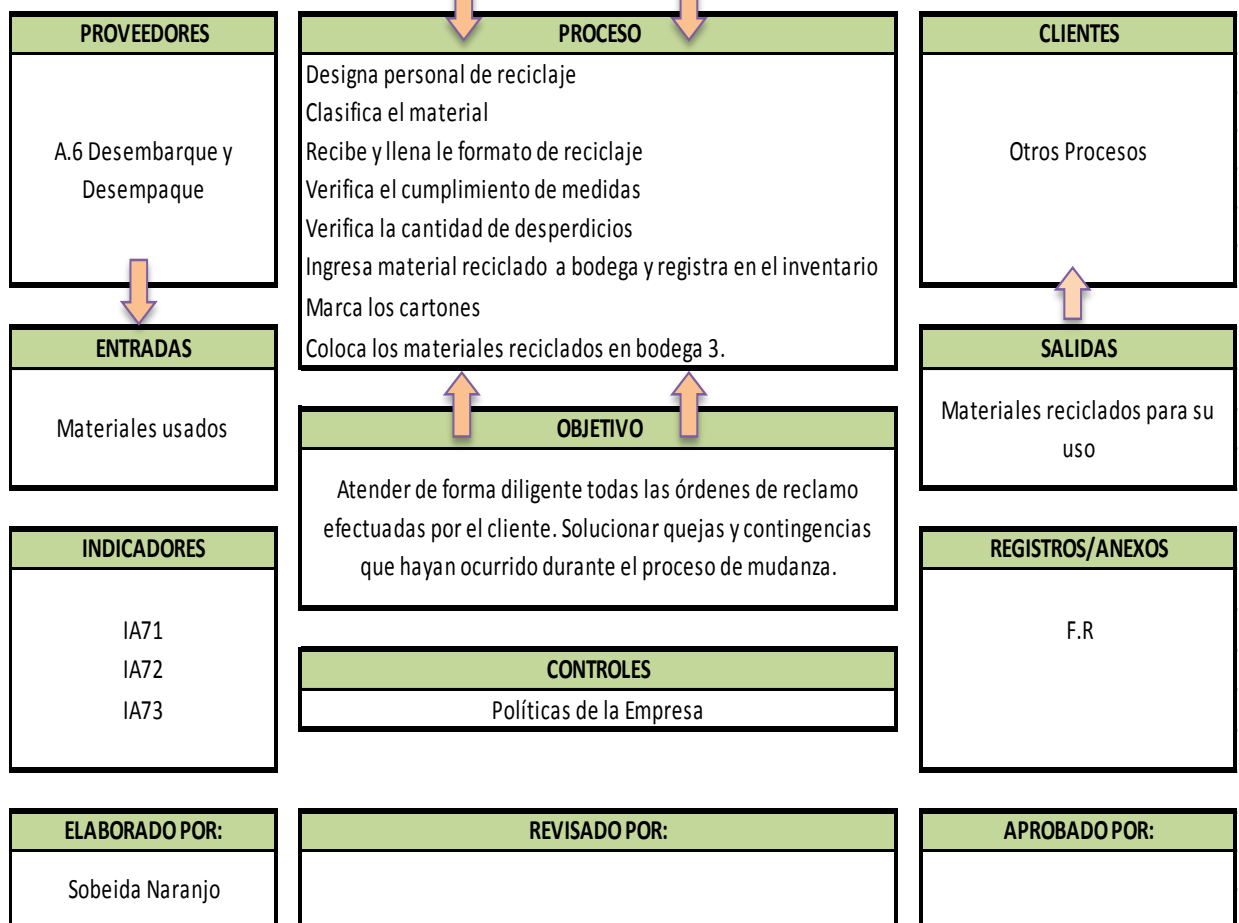 PROVEEDORES
A.6 Desembarque y
Desempaque
PROCESO
Designa personal de reciclaje
Clasifica el material
Recibe y llena le formato de reciclaje
Verifica el cumplimiento de medidas
Verifica la cantidad de desperdicios
Ingresa material reciclado a bodega y registra en el inventario
Marca los cartones
Coloca los materiales reciclados en bodega 3.
CLIENTES
Otros Procesos
ENTRADAS
Materiales usados
OBJETIVO
Atender de forma diligente todas las órdenes de reclamo
efectuadas por el cliente. Solucionar quejas y contingencias
que hayan ocurrido durante el proceso de mudanza.
SALIDAS
Materiales reciclados para su
uso
INDICADORES
IA71
IA72
IA73
CONTROLES
Políticas de la Empresa
REGISTROS/ANEXOS
F.R
ELABORADO POR:
Sobeida Naranjo
REVISADO POR:
APROBADO POR: